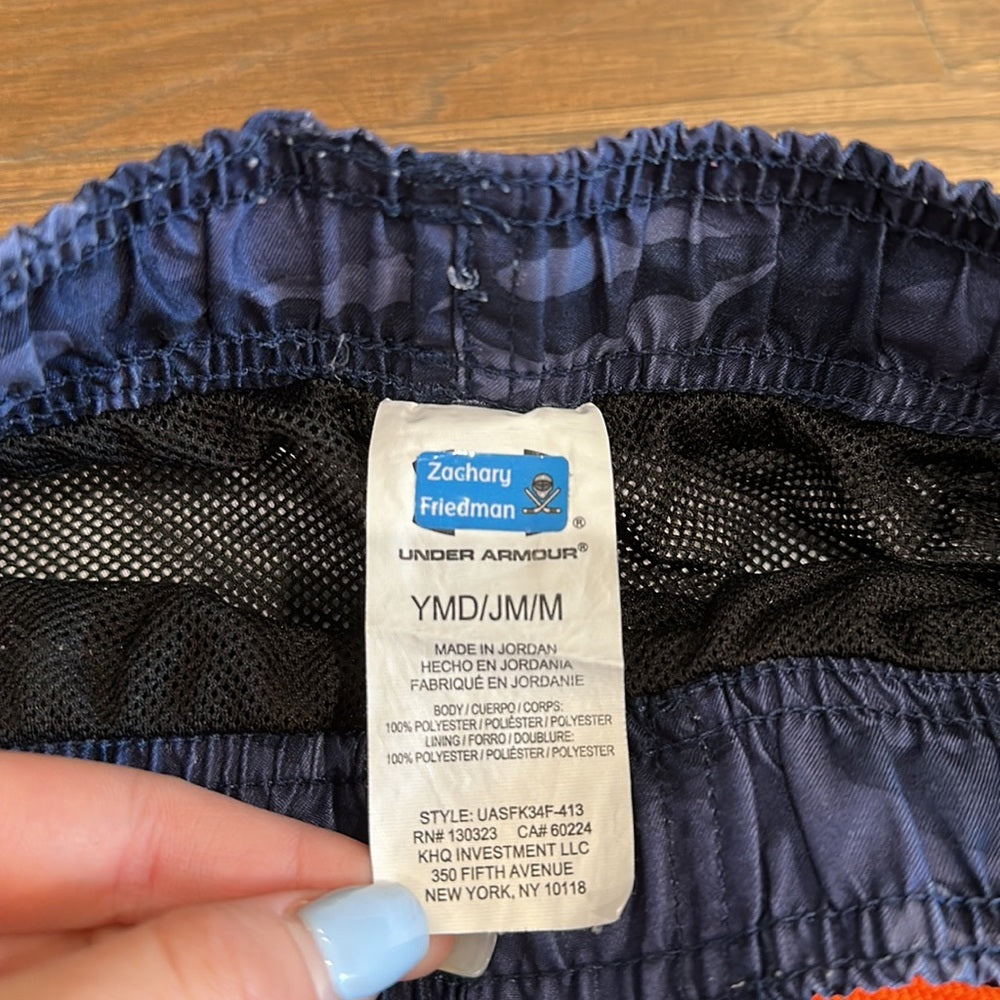 Zachary
Friedman
®
UNDER ARMOUR®
YMD/JM/M
MADE IN JORDAN
HECHO EN JORDANIA
FABRIQUÉ EN JORDANIE
BODY / CUERPO / CORPS:
100% POLYESTER / POLIÉSTER / POLYESTER
LINING / FORRO / DOUBLURE:
100% POLYESTER / POLIÉSTER / POLYESTER
STYLE: UASFK34F-413
RN# 130323 CA# 60224
KHQ INVESTMENT LLC
350 FIFTH AVENUE
NEW YORK, NY 10118